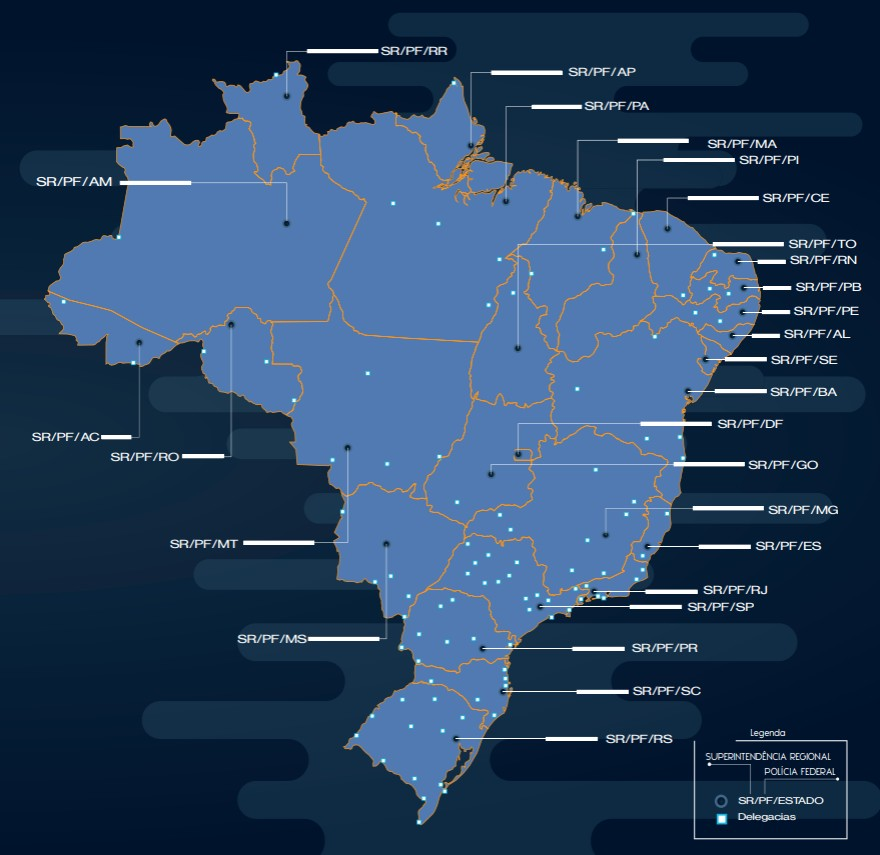 SR/PF/RR
SR/PF/AP
SR/PF/PA
SR/PF/MA
SR/PF/PI
SR/PF/AM
SR/PF/CE
SR/PF/TO
SR/PF/RN
SR/PF/PB
SR/PF/PE
SR/PF/AL
SR/PF/SE
SR/PF/BA
SR/PF/DF
SR/PF/AC
SR/PF/RO
SR/PF/GO
SR/PF/MG
SR/PF/MT
SR/PF/ES
SR/PF/RJ
SR/PF/SP
SR/PF/MS
SR/PF/PR
SR/PF/SC
SR/PF/RS
Legenda
SUPERINTENDÊNCIA REGIONAL
POLÍCIA FEDERAL
SR/PF/ESTADO
Delegacias